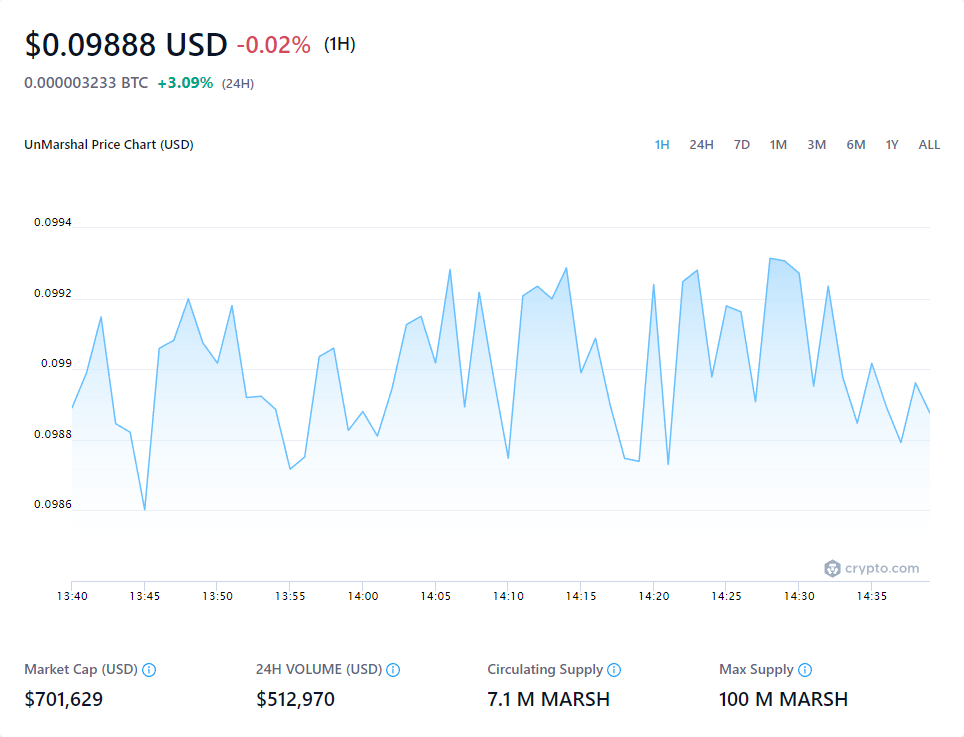 $0.09888 USD -0.02% (1H)
0.000003233 BTC +3.09% (24H)
UnMarshal Price Chart (USD) 1H 24H 7D 1M 3M 6M 1Y ALL
0.0994
0.0992
0.099
0.0988
0.0986
crypto.com
13:40 13:45 13:50 13:55 14:00 14:05 14:10 14:15 14:20 14:25 14:30 14:35
Market Cap (USD) 24H VOLUME (USD) Circulating Supply Max Supply
$701,629 $512,970 7.1 M MARSH 100 M MARSH